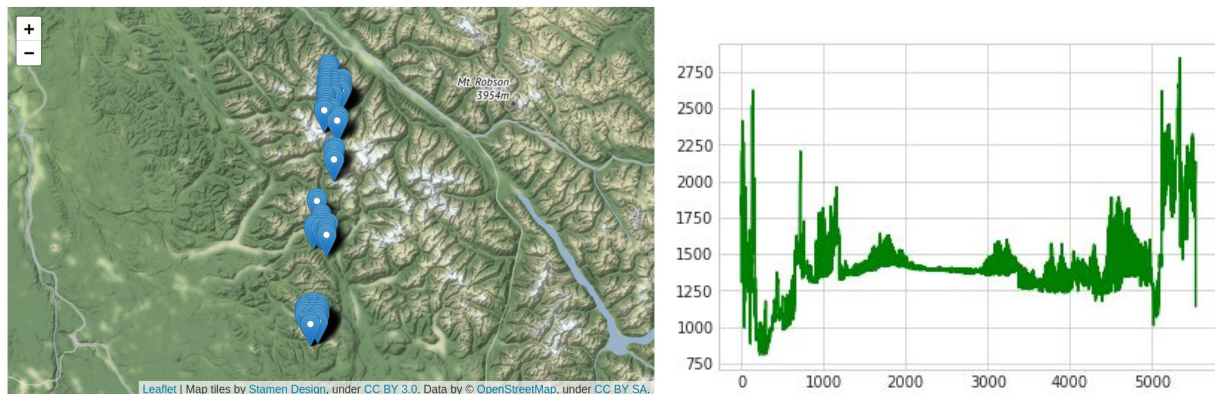 +
−
Mt. Robson
3954m
Leaflet | Map tiles by Stamen Design, under CC BY 3.0. Data by © OpenStreetMap, under CC BY SA.
2750
2500
2250
2000
1750
1500
1250
1000
750
0 1000 2000 3000 4000 5000